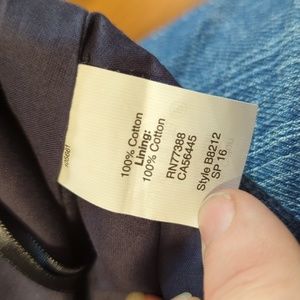 100% Cotton
Lining:
100% Cotton
RN77388
CA56445
Style B8212
SP 16